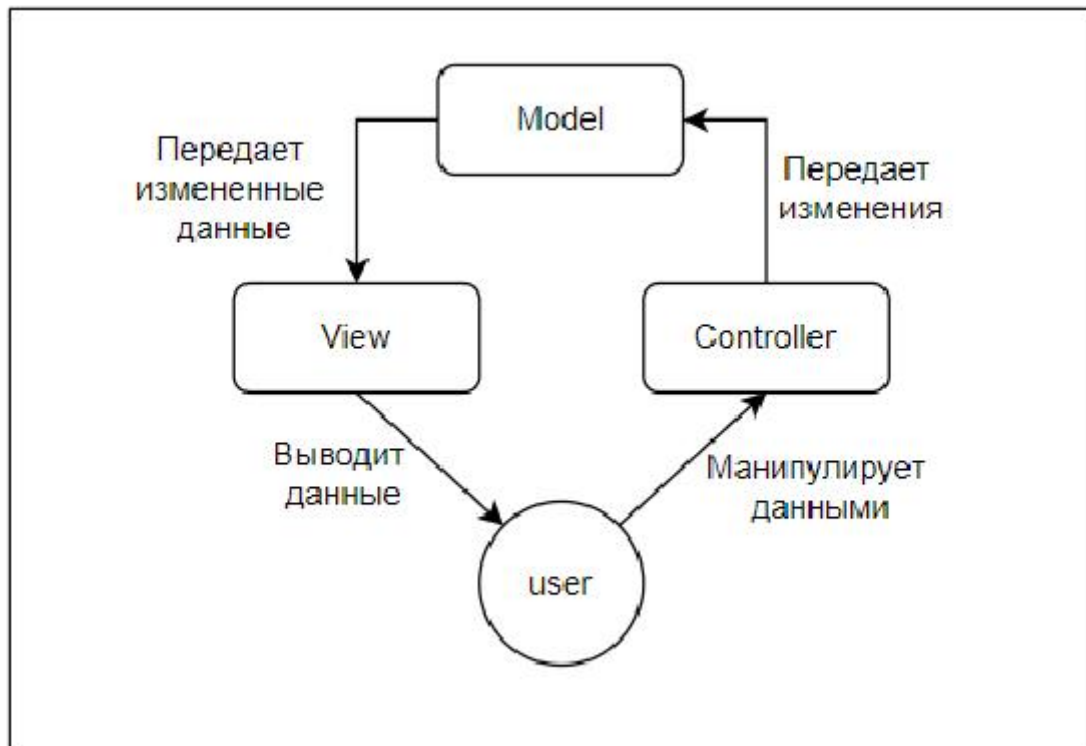 Model
Передает
измененные
данные
Передает
изменения
View
Controller
Выводит
данные
Манипулирует
данными
user